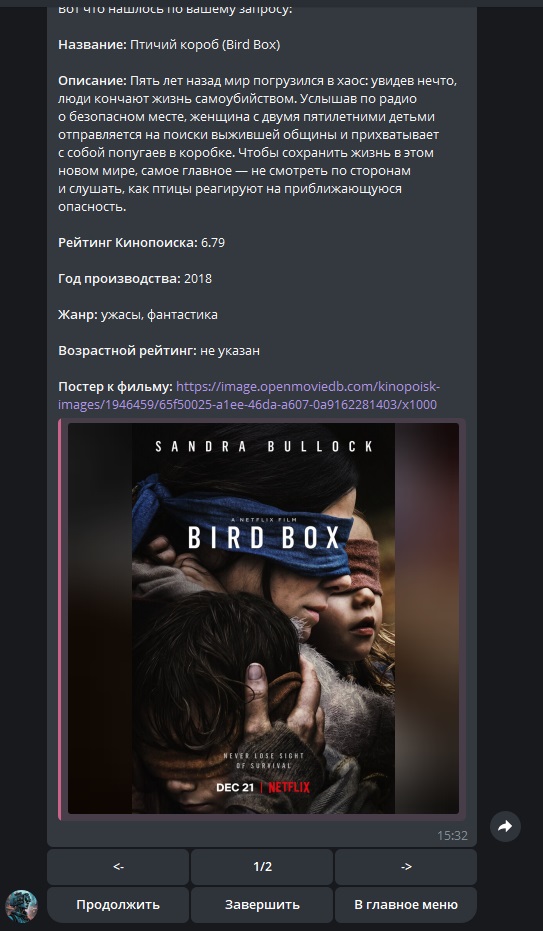 Вот что нашлось по вашему запросу:
Название: Птичий короб (Bird Box)
Описание: Пять лет назад мир погрузился в хаос: увидев нечто,
люди кончают жизнь самоубийством. Услышав по радио
о безопасном месте, женщина с двумя пятилетними детьми
отправляется на поиски выжившей общины и прихватывает
с собой попугаев в коробке. Чтобы сохранить жизнь в этом
новом мире, самое главное — не смотреть по сторонам
и слушать, как птицы реагируют на приближающуюся
опасность.
Рейтинг Кинопоиска: 6.79
Год производства: 2018
Жанр: ужасы, фантастика
Возрастной рейтинг: не указан
Постер к фильму: https://image.openmoviedb.com/kinopoisk-
images/1946459/65f50025-a1ee-46da-a607-0a9162281403/x1000
SANDRA BULLOCK
A NETFLIX FILM
BIRD BOX
NEVER LOSE SIGHT
OF SURVIVAL
DEC 21 | NETFLIX
15:32
<- 1/2 ->
Продолжить Завершить В главное меню